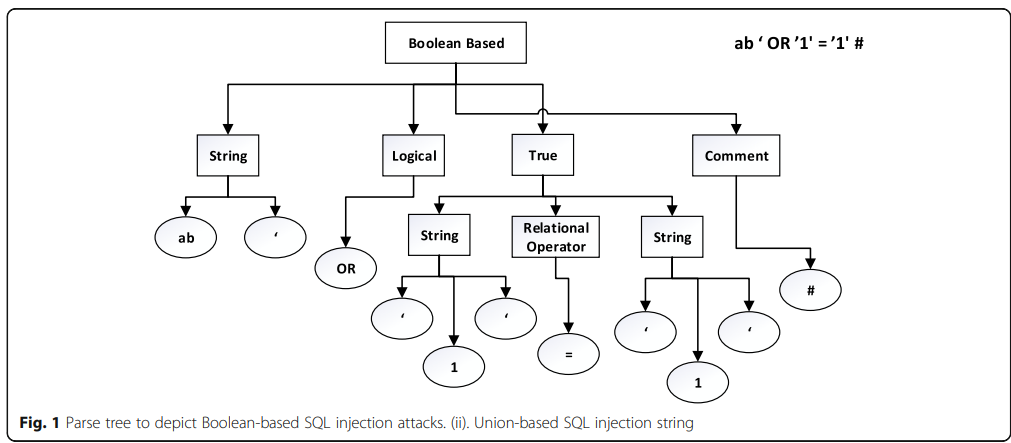 Boolean Based
ab ‘ OR ’1' = ’1' #
String
Logical
True
Comment
ab
‘
OR
String
Relational
Operator
String
#
‘
‘
1
=
‘
‘
1
Fig. 1 Parse tree to depict Boolean-based SQL injection attacks. (ii). Union-based SQL injection string